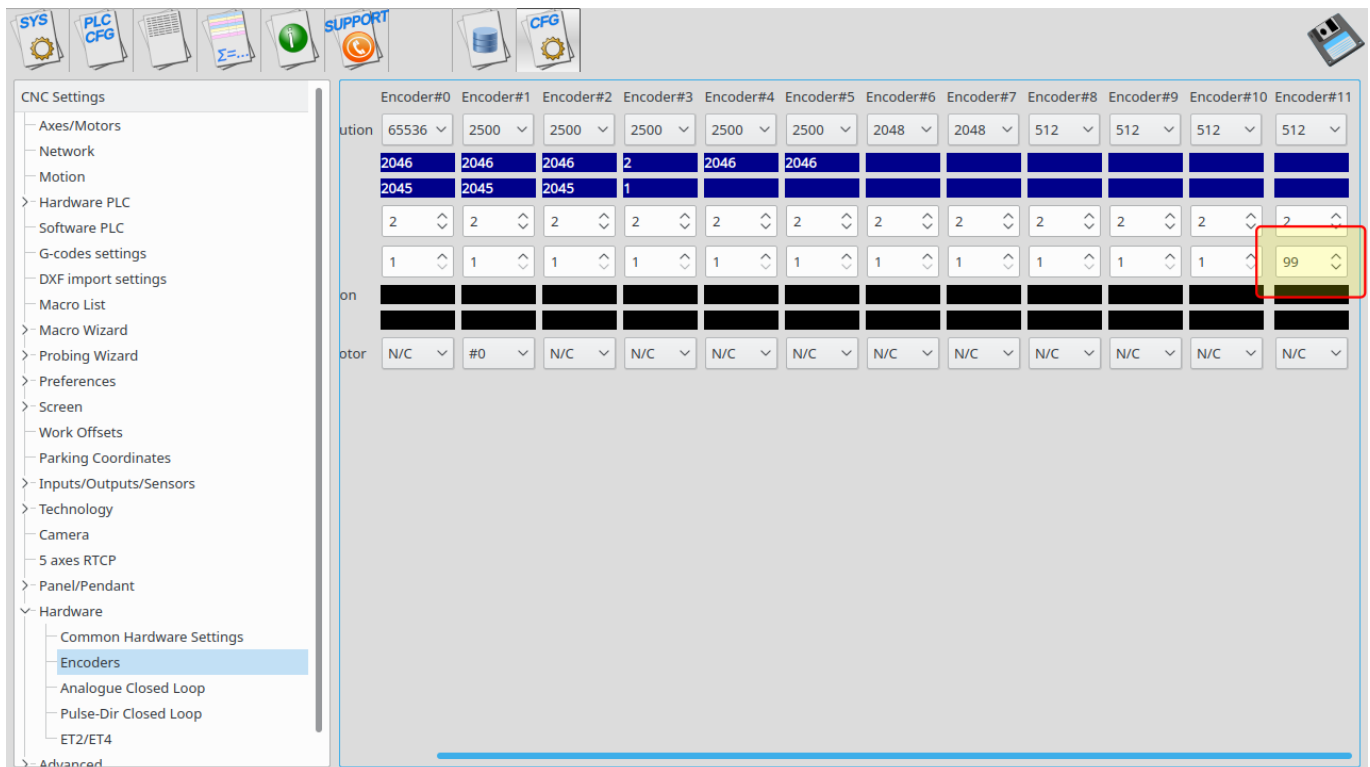 SYS PLC CFG Σ=... SUPPORT CFG
CNC Settings
Axes/Motors
Network
Motion
Hardware PLC
Software PLC
G-codes settings
DXF import settings
Macro List
Macro Wizard
Probing Wizard
Preferences
Screen
Work Offsets
Parking Coordinates
Inputs/Outputs/Sensors
Technology
Camera
5 axes RTCP
Panel/Pendant
Hardware
Common Hardware Settings
Encoders
Analogue Closed Loop
Pulse-Dir Closed Loop
ET2/ET4
Advanced
Encoder#0 Encoder#1 Encoder#2 Encoder#3 Encoder#4 Encoder#5 Encoder#6 Encoder#7 Encoder#8 Encoder#9 Encoder#10 Encoder#11
ution 65536 2500 2500 2500 2500 2500 2048 2048 512 512 512 512
2046 2046 2046 2 2046 2046
2045 2045 2045 1
2 2 2 2 2 2 2 2 2 2 2 2
1 1 1 1 1 1 1 1 1 1 1 99
on
otor N/C #0 N/C N/C N/C N/C N/C N/C N/C N/C N/C N/C